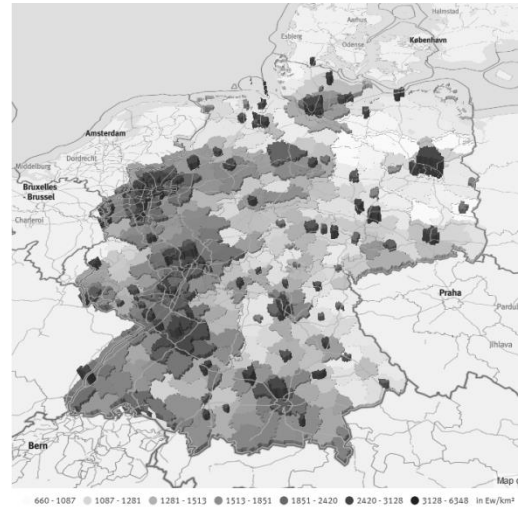 Halmstad
Aarhus
Esbjerg
København
Odense
Amsterdam
Middelburg
Dordrecht
Bruxelles
- Brussel
Charleroi
Praha
Pardul
Jihlava
Bern
Map d
660 - 1087 1087 - 1281 1281 - 1513 1513 - 1851 1851 - 2420 2420 - 3128 3128 - 6348 in Ew/km²